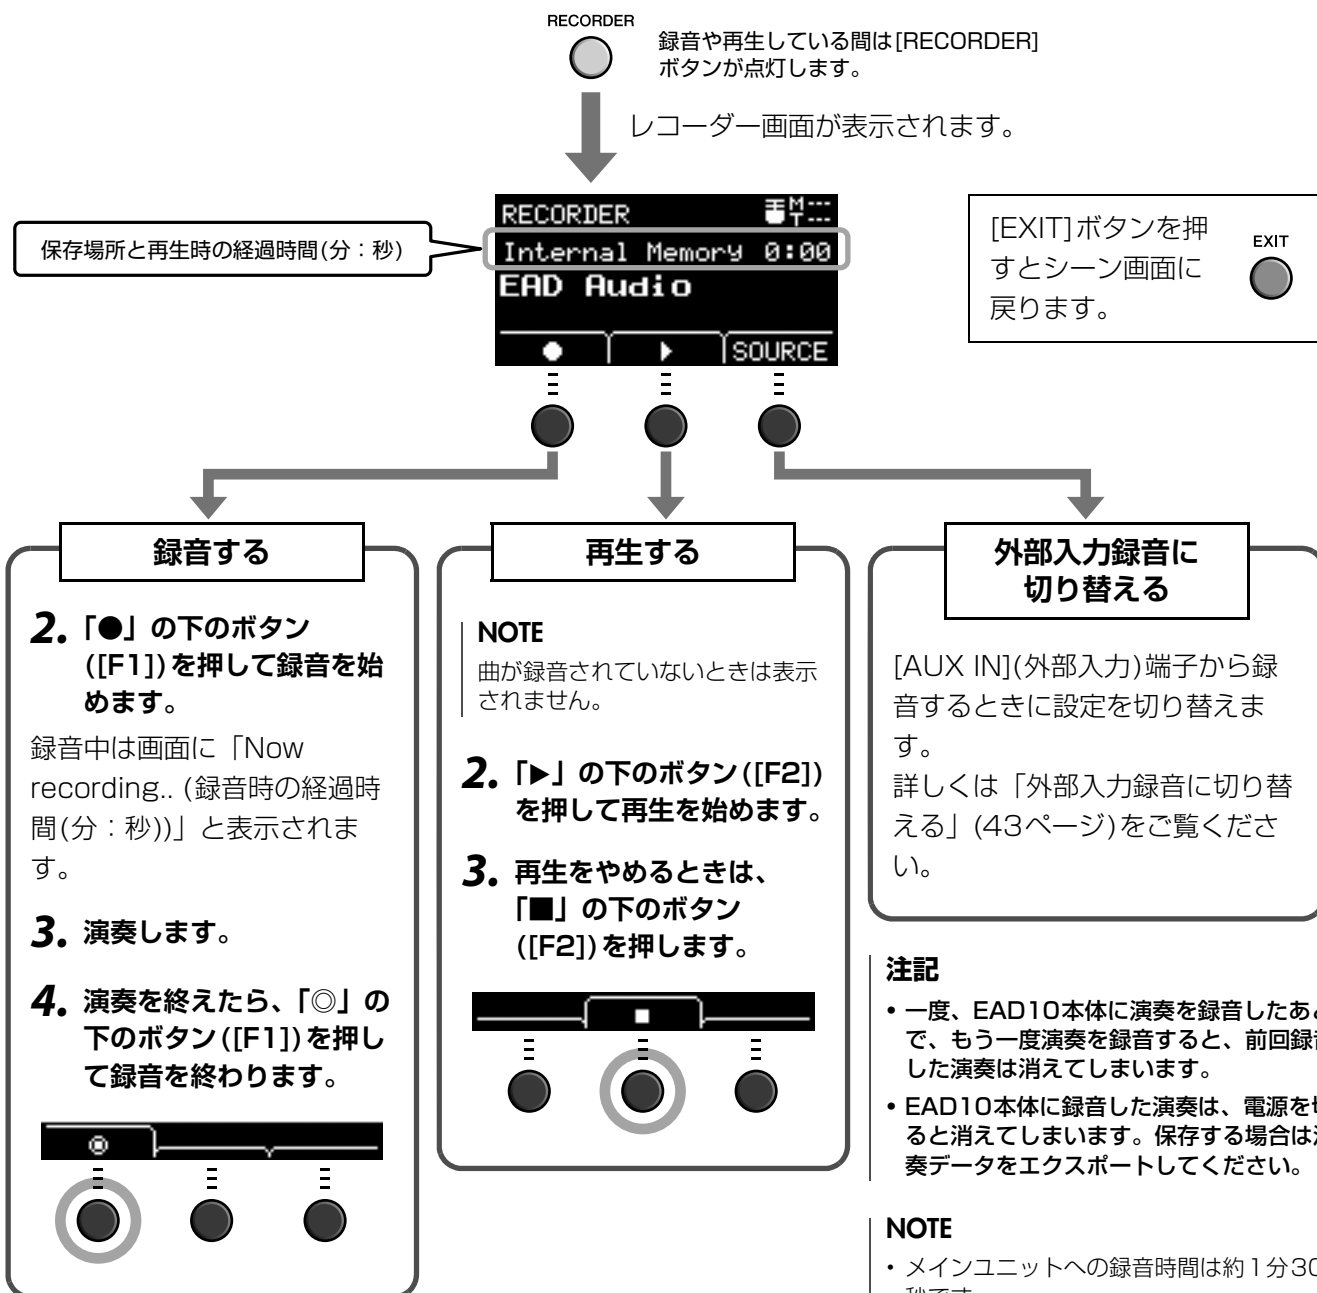 RECORDER
録音や再生している間は[RECORDER]
ボタンが点灯します。
レコーダー画面が表示されます。
保存場所と再生時の経過時間(分：秒)
RECORDER M---
T---
Internal Memory 0:00
EAD Audio
● ▶ SOURCE
[EXIT]ボタンを押
すとシーン画面に
戻ります。
EXIT
録音する
2. 「●」の下のボタン
([F1])を押して録音を始
めます。
録音中は画面に「Now
recording.. (録音時の経過時
間(分：秒))」と表示されま
す。
3. 演奏します。
4. 演奏を終えたら、「◎」の
下のボタン([F1])を押し
て録音を終わります。
再生する
NOTE
曲が録音されていないときは表示
されません。
2. 「▶」の下のボタン([F2])
を押して再生を始めます。
3. 再生をやめるときは、
「■」の下のボタン
([F2])を押します。
外部入力録音に
切り替える
[AUX IN](外部入力)端子から録
音するときに設定を切り替えま
す。
詳しくは「外部入力録音に切り替
える」(43ページ)をご覧くださ
い。
注記
• 一度、EAD10本体に演奏を録音したあ
で、もう一度演奏を録音すると、前回録
した演奏は消えてしまいます。
• EAD10本体に録音した演奏は、電源を
ると消えてしまいます。保存する場合は
奏データをエクスポートしてください。
NOTE
• メインユニットへの録音時間は約1分30